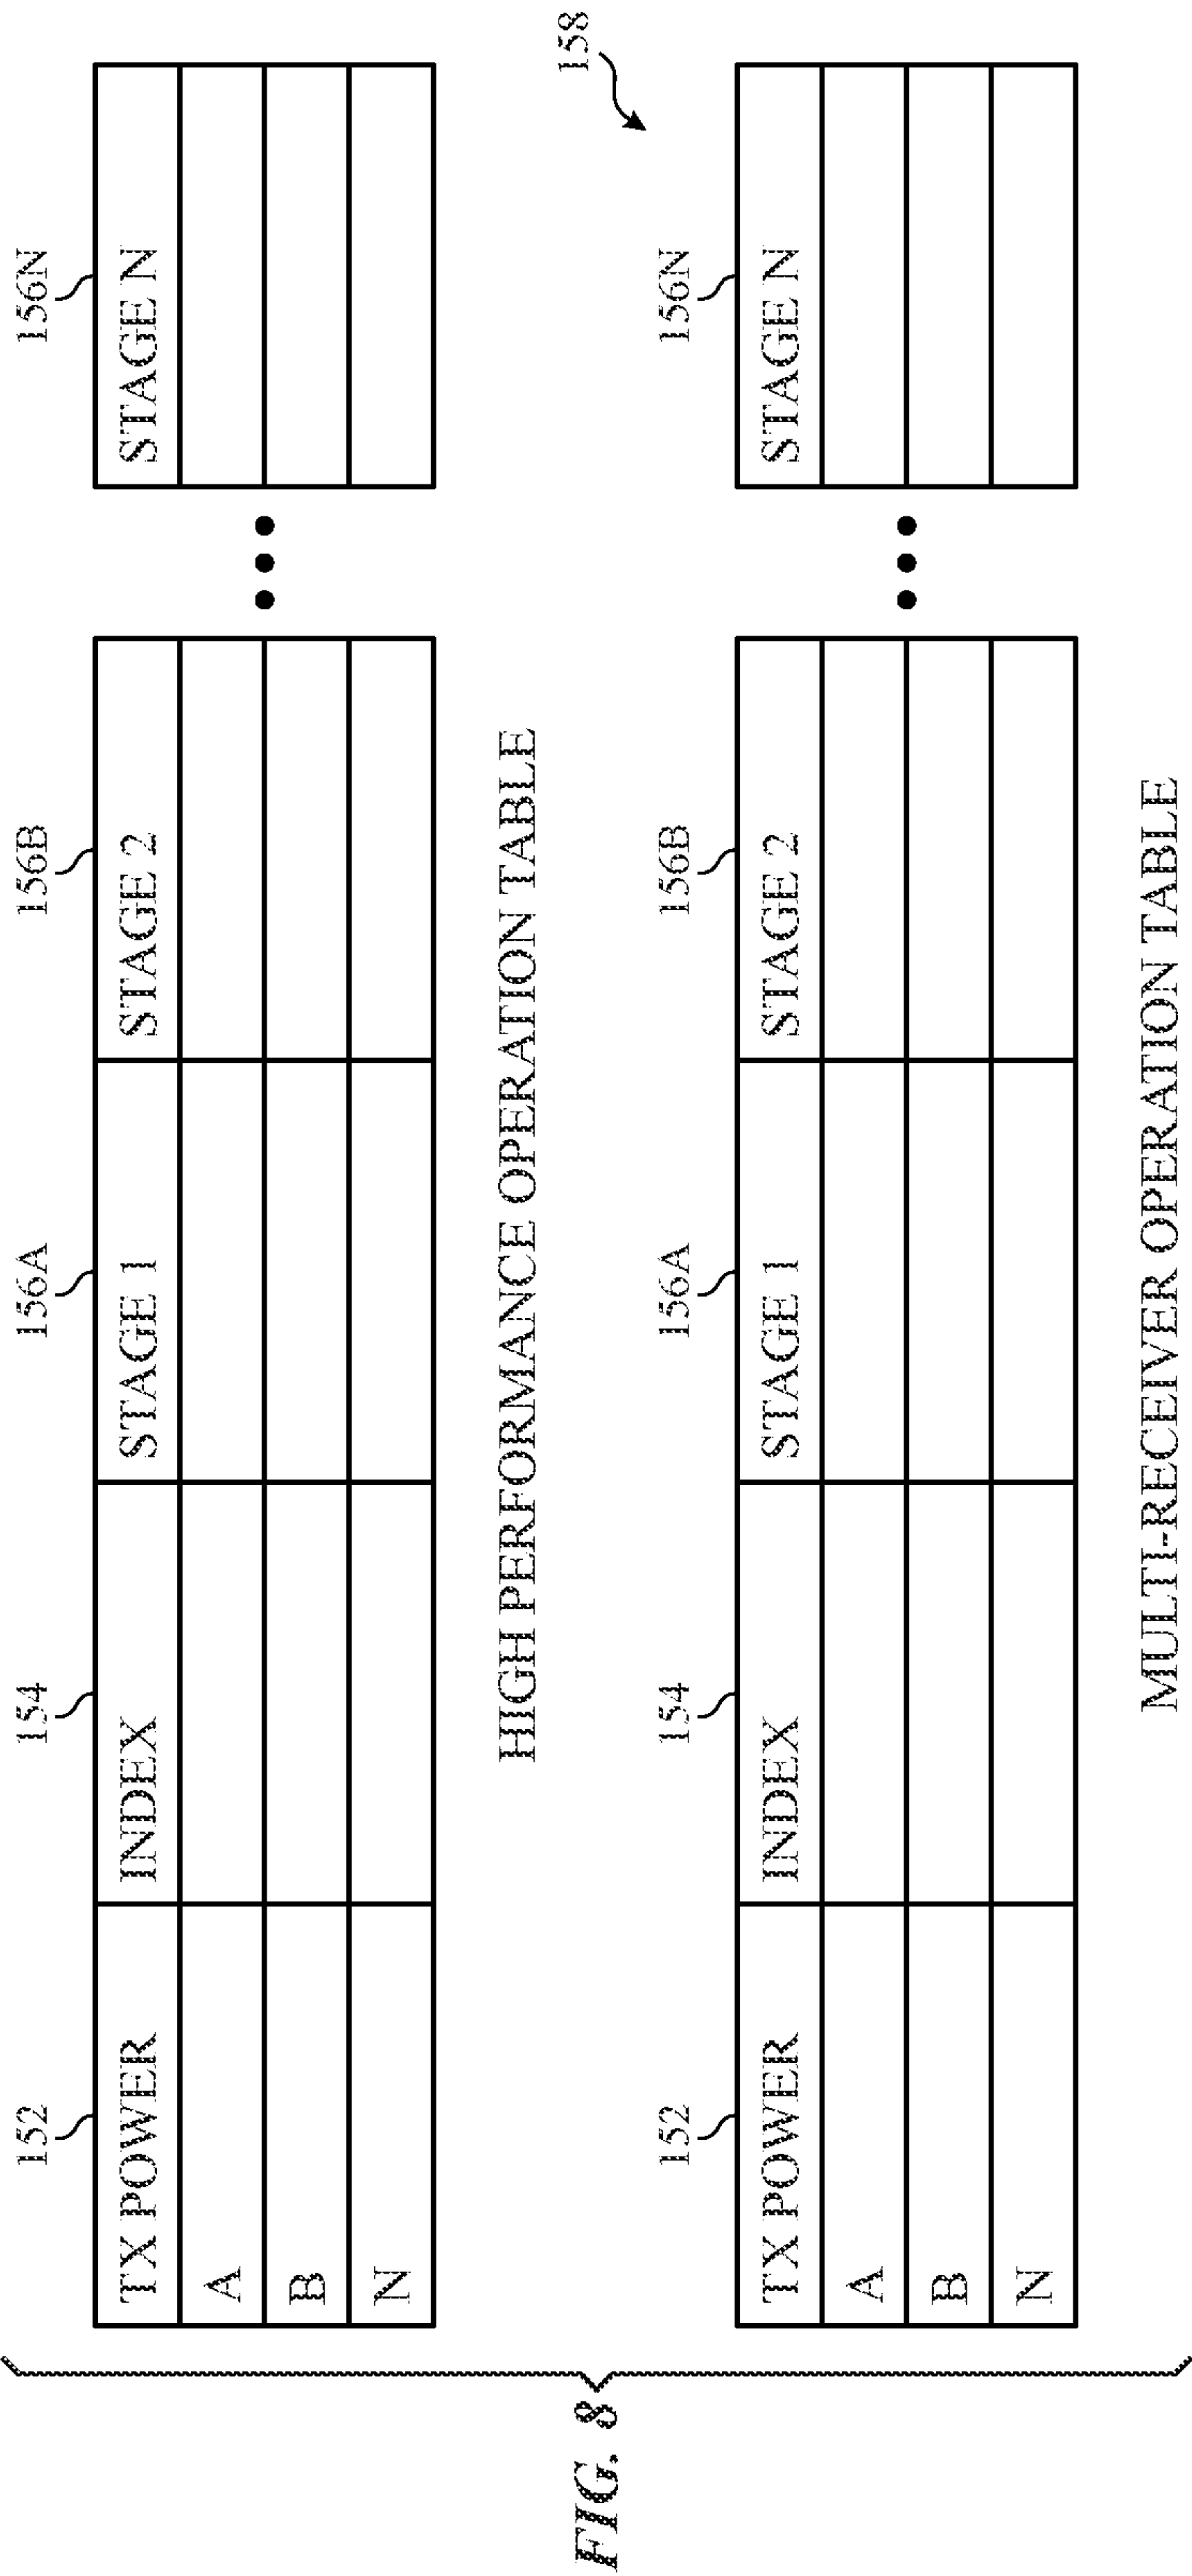 152
154
156A
156B
156N
TX POWER
INDEX
STAGE 1
STAGE 2
STAGE N
A
B
N
HIGH PERFORMANCE OPERATION TABLE
158
152
154
156A
156B
156N
TX POWER
INDEX
STAGE 1
STAGE 2
STAGE N
A
B
N
MULTI-RECEIVER OPERATION TABLE
FIG. 8